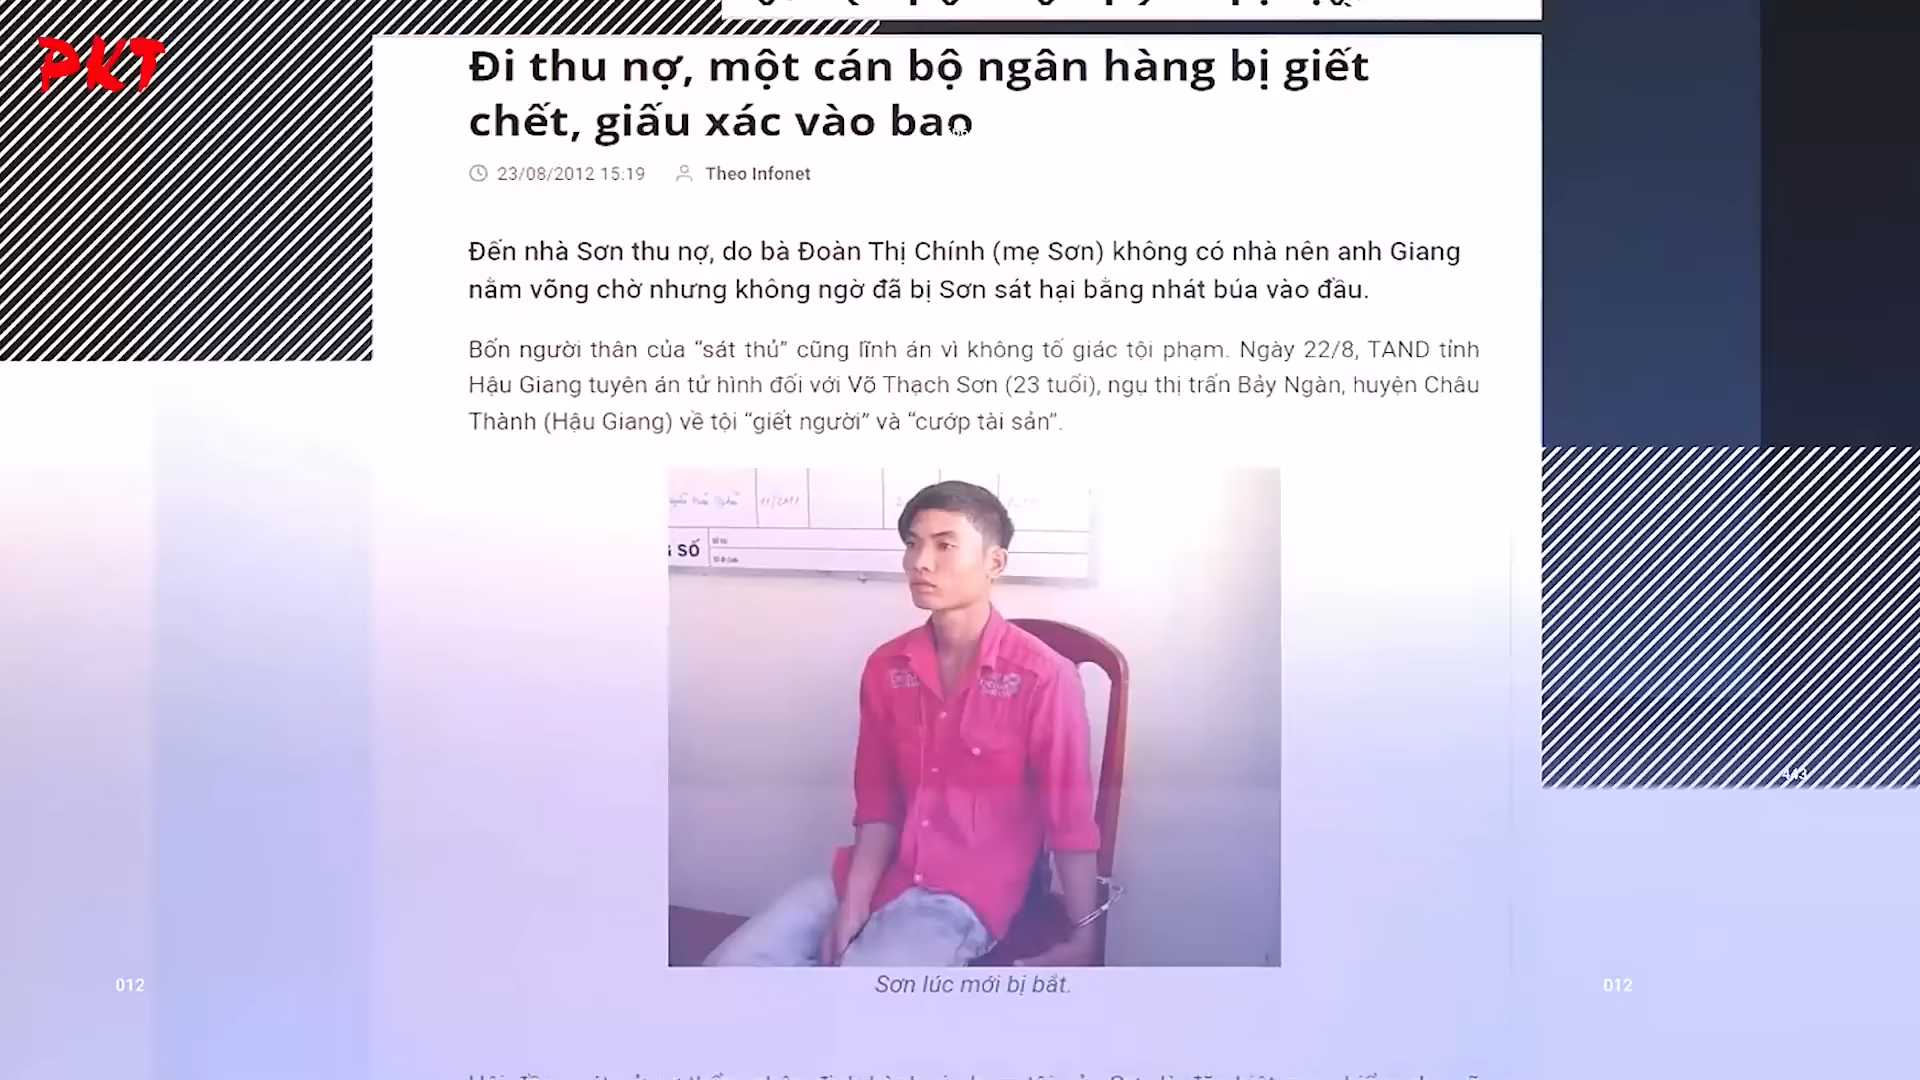 PKT
Đi thu nợ, một cán bộ ngân hàng bị giết
chết, giấu xác vào bao
23/08/2012 15:19 Theo Infonet
Đến nhà Sơn thu nợ, do bà Đoàn Thị Chính (mẹ Sơn) không có nhà nên anh Giang
nằm võng chờ nhưng không ngờ đã bị Sơn sát hại bằng nhát búa vào đầu.
Bốn người thân của “sát thủ” cũng lĩnh án vì không tố giác tội phạm. Ngày 22/8, TAND tỉnh
Hậu Giang tuyên án tử hình đối với Võ Thạch Sơn (23 tuổi), ngụ thị trấn Bảy Ngàn, huyện Châu
Thành (Hậu Giang) về tội “giết người” và “cướp tài sản”.
11/2011
SỐ
443
Sơn lúc mới bị bắt.
012
012